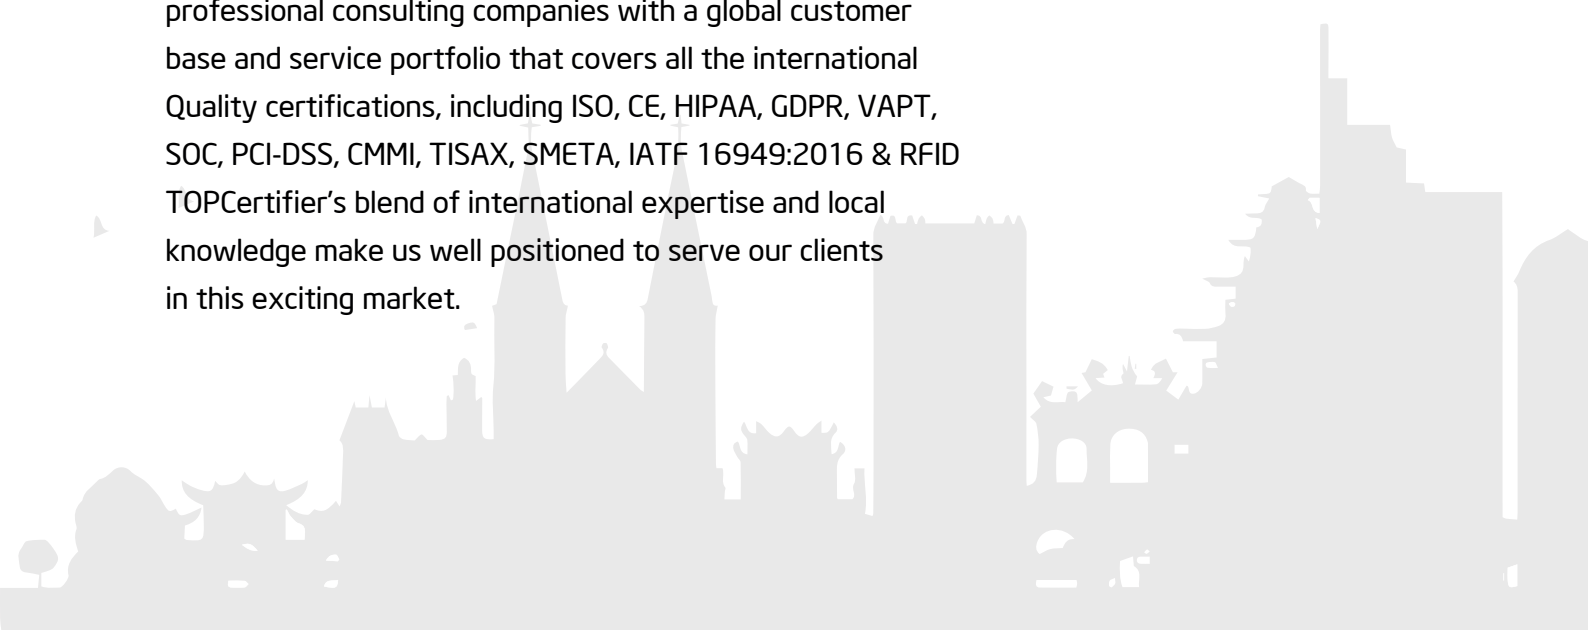 professional consulting companies with a global customer
base and service portfolio that covers all the international
Quality certifications, including ISO, CE, HIPAA, GDPR, VAPT,
SOC, PCI-DSS, CMMI, TISAX, SMETA, IATF 16949:2016 & RFID
TOPCertifier’s blend of international expertise and local
knowledge make us well positioned to serve our clients
in this exciting market.